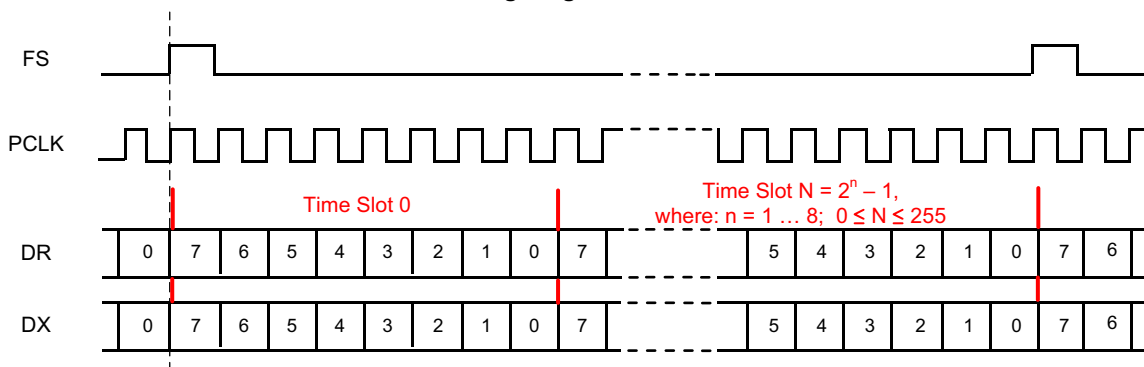 FS
PCLK
Time Slot 0
Time Slot N = 2ⁿ – 1,
where: n = 1 … 8; 0 ≤ N ≤ 255
DR 0 7 6 5 4 3 2 1 0 7 5 4 3 2 1 0 7 6
DX 0 7 6 5 4 3 2 1 0 7 5 4 3 2 1 0 7 6